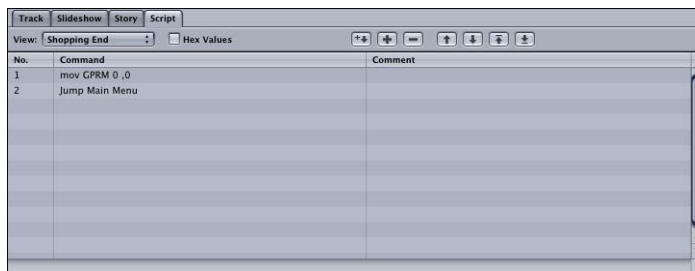 Track Slideshow Story Script
View: Shopping End Hex Values
No. Command Comment
1 mov GPRM 0 ,0
2 Jump Main Menu